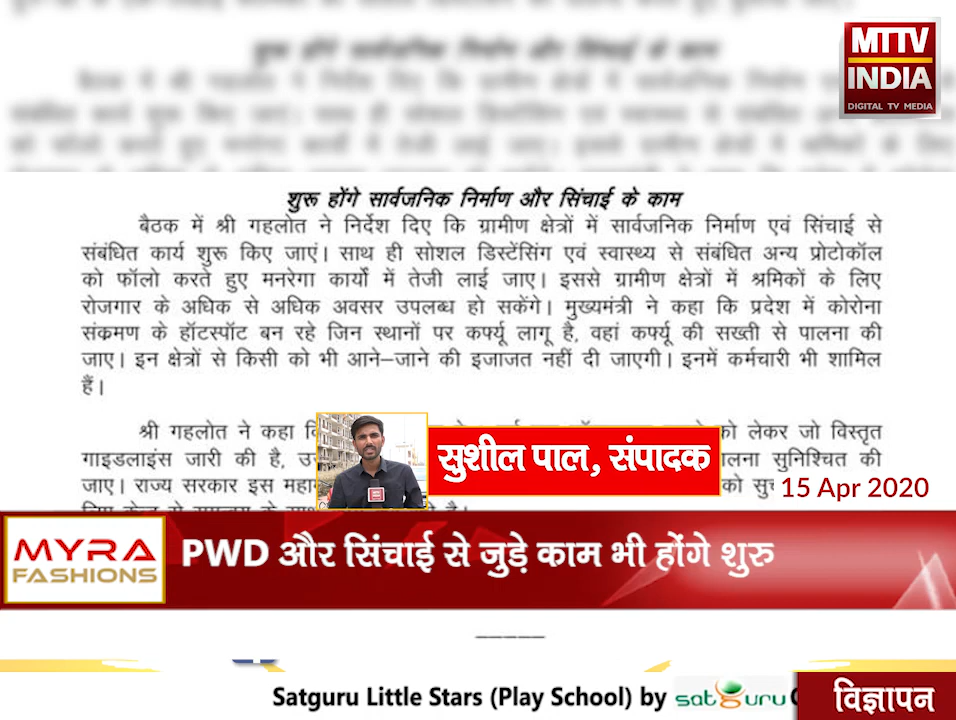 MTTV
INDIA
DIGITAL TV MEDIA
शुरू होंगे सार्वजनिक निर्माण और सिंचाई के काम
बैठक में श्री गहलोत ने निर्देश दिए कि ग्रामीण क्षेत्रों में सार्वजनिक निर्माण एवं सिंचाई से
संबंधित कार्य शुरू किए जाएं। साथ ही सोशल डिस्टेंसिंग एवं स्वास्थ्य से संबंधित अन्य प्रोटोकॉल
को फॉलो करते हुए मनरेगा कार्यों में तेजी लाई जाए। इससे ग्रामीण क्षेत्रों में श्रमिकों के लिए
रोजगार के अधिक से अधिक अवसर उपलब्ध हो सकेंगे। मुख्यमंत्री ने कहा कि प्रदेश में कोरोना
संक्रमण के हॉटस्पॉट बन रहे जिन स्थानों पर कर्फ्यू लागू है, वहां कर्फ्यू की सख्ती से पालना की
जाए। इन क्षेत्रों से किसी को भी आने–जाने की इजाजत नहीं दी जाएगी। इनमें कर्मचारी भी शामिल
हैं।
श्री गहलोत ने कहा को लेकर जो विस्तृत
गाइडलाइंस जारी की है, पालना सुनिश्चित की
जाए। राज्य सरकार इस को
सुशील पाल, संपादक
15 Apr 2020
MYRA
FASHIONS
PWD और सिंचाई से जुड़े काम भी होंगे शुरु
Satguru Little Stars (Play School) by satguru
विज्ञापन